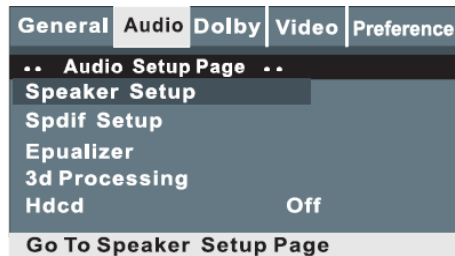 General Audio Dolby Video Preference
.. Audio Setup Page ..
Speaker Setup
Spdif Setup
Epualizer
3d Processing
Hdcd Off
Go To Speaker Setup Page